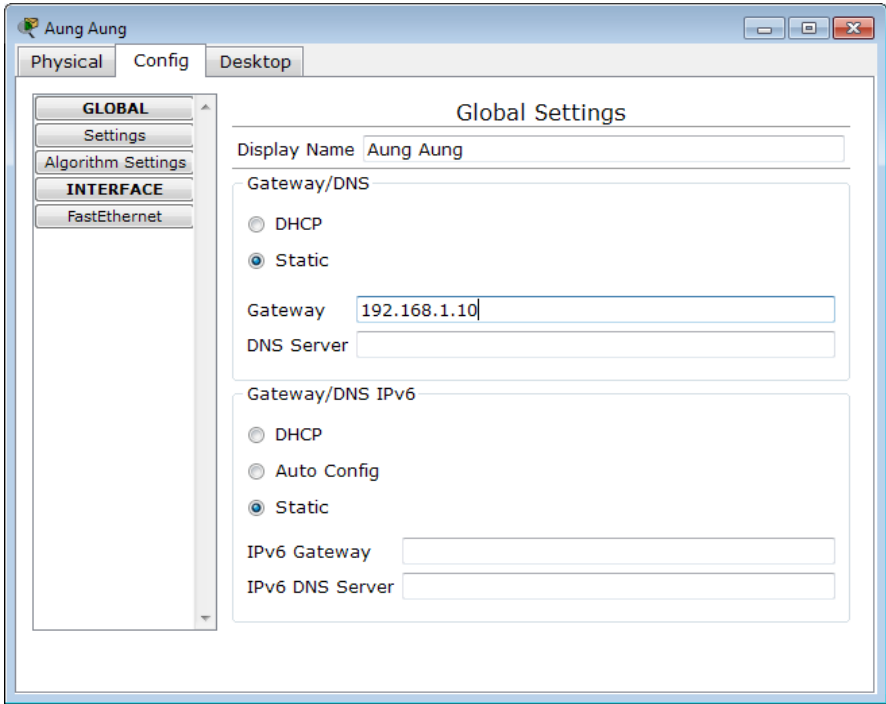 Aung Aung
Physical Config Desktop
GLOBAL
Settings
Algorithm Settings
INTERFACE
FastEthernet
Global Settings
Display Name Aung Aung
Gateway/DNS
DHCP
Static
Gateway 192.168.1.10
DNS Server
Gateway/DNS IPv6
DHCP
Auto Config
Static
IPv6 Gateway
IPv6 DNS Server